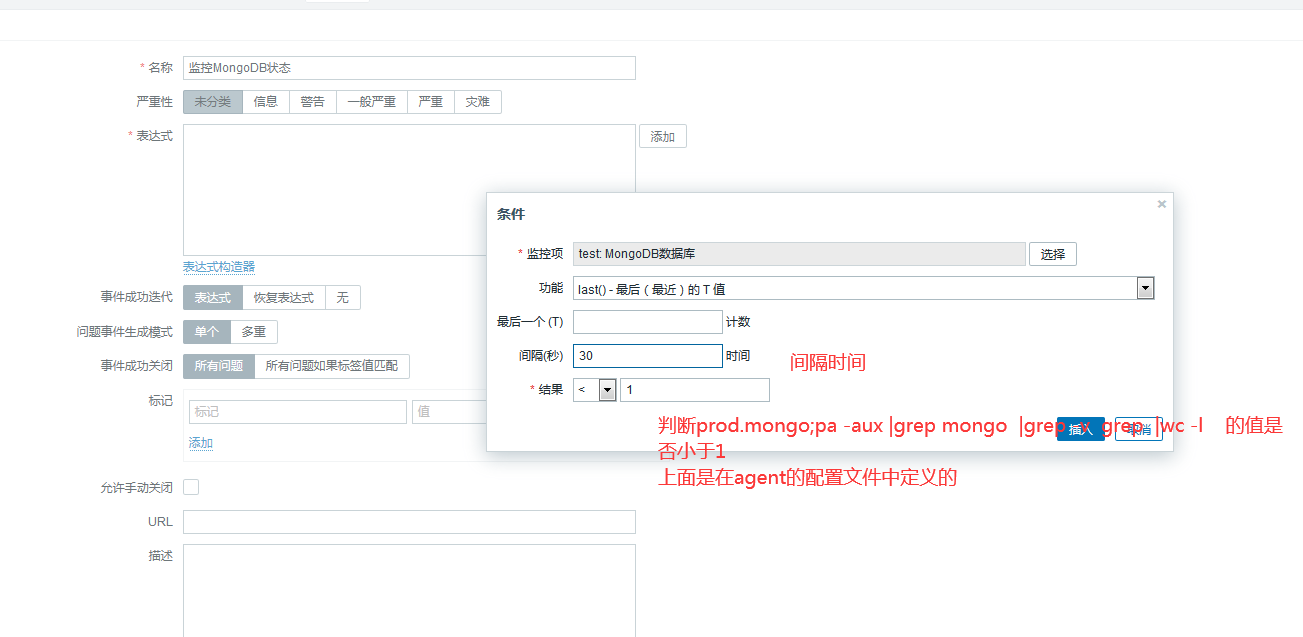 * 名称 监控MongoDB状态
严重性 未分类 信息 警告 一般严重 严重 灾难
* 表达式 添加
条件 ×
* 监控项 test: MongoDB数据库 选择
功能 last() - 最后 ( 最近 ) 的 T 值
最后一个 (T) 计数
间隔(秒) 30 时间 间隔时间
* 结果 < 1
插入 取消
判断prod.mongo;pa -aux |grep mongo |grep -v grep |wc -l 的值是
否小于1
上面是在agent的配置文件中定义的
表达式构造器
事件成功迭代 表达式 恢复表达式 无
问题事件生成模式 单个 多重
事件成功关闭 所有问题 所有问题如果标签值匹配
标记 标记 值
添加
允许手动关闭
URL
描述